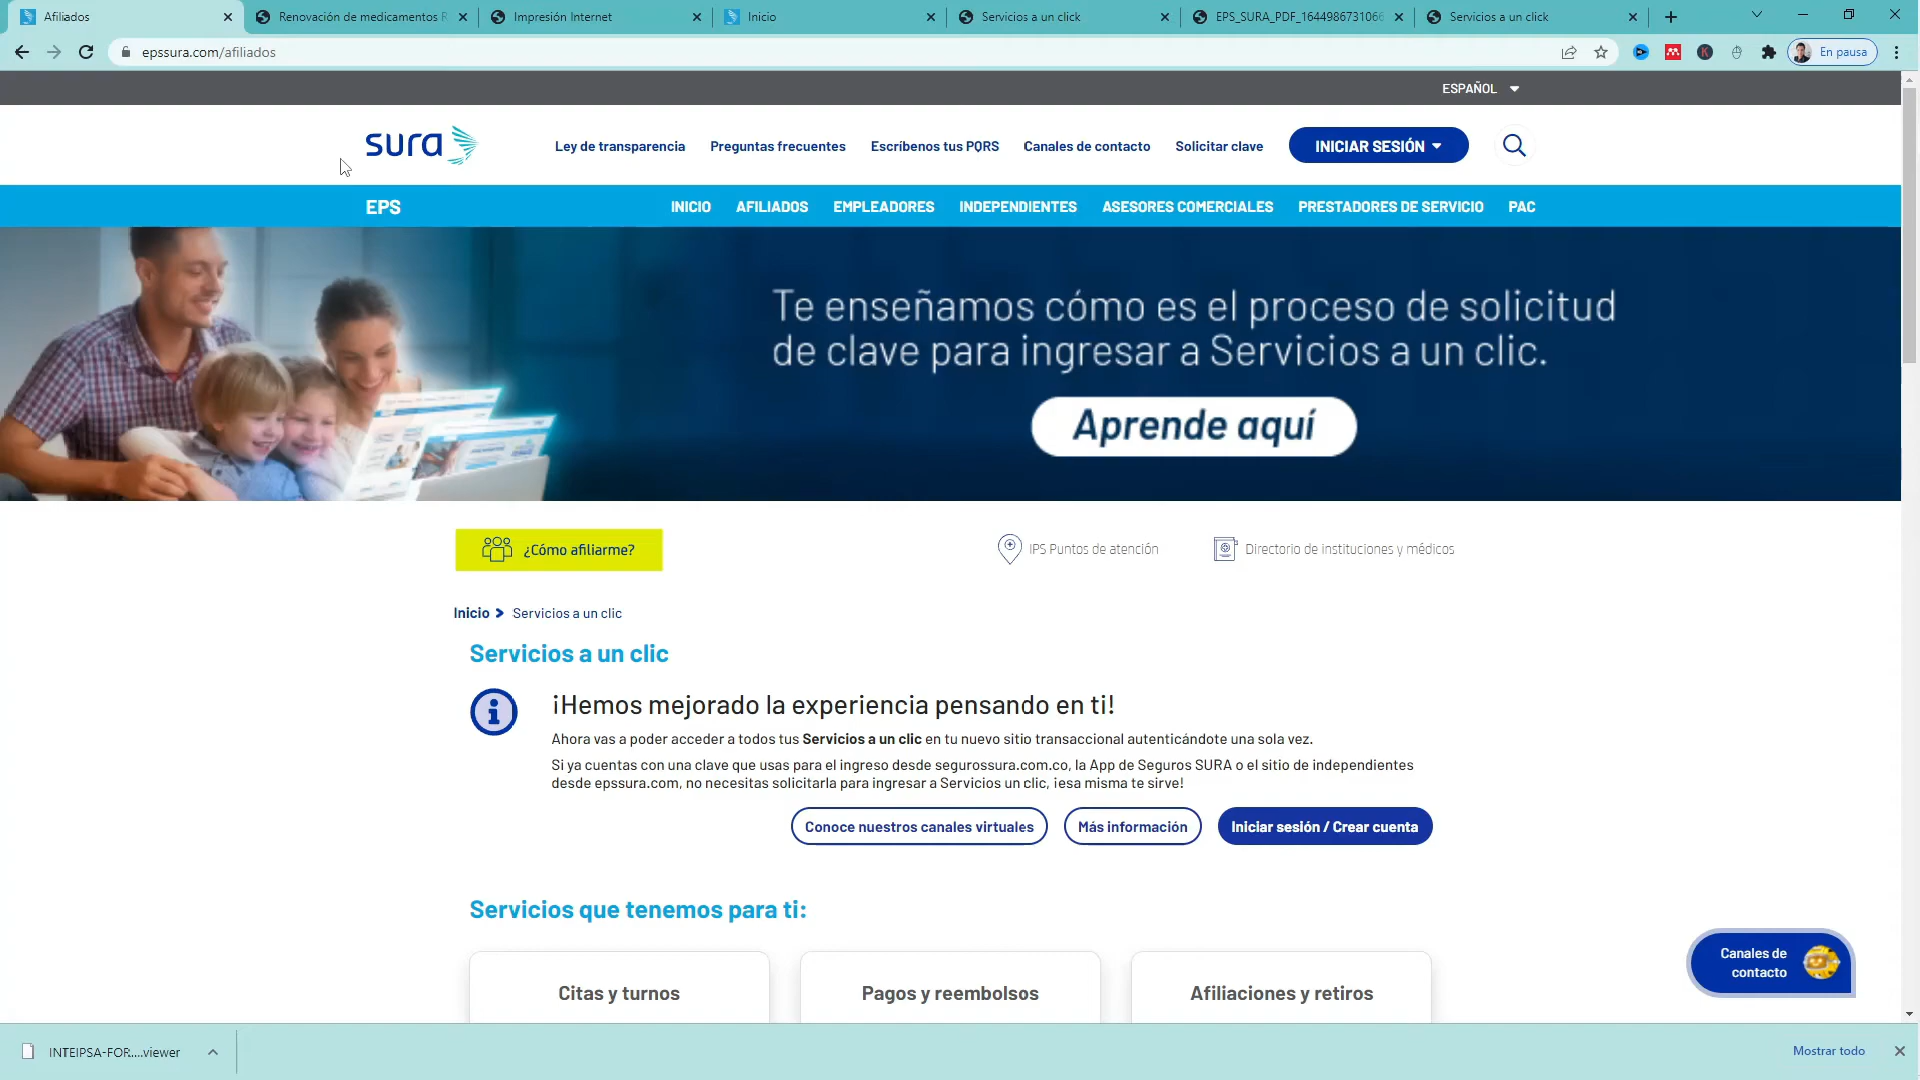 Afiliados
Renovación de medicamentos R
Impresión Internet
Inicio
Servicios a un click
EPS_SURA_PDF_1644986731066
Servicios a un click
epssura.com/afiliados
En pausa
ESPAÑOL
sura
Ley de transparencia
Preguntas frecuentes
Escríbenos tus PQRS
Canales de contacto
Solicitar clave
INICIAR SESIÓN
EPS
INICIO
AFILIADOS
EMPLEADORES
INDEPENDIENTES
ASESORES COMERCIALES
PRESTADORES DE SERVICIO
PAC
Te enseñamos cómo es el proceso de solicitud
de clave para ingresar a Servicios a un clic.
Aprende aquí
¿Cómo afiliarme?
IPS Puntos de atención
Directorio de instituciones y médicos
Inicio > Servicios a un clic
Servicios a un clic
¡Hemos mejorado la experiencia pensando en ti!
Ahora vas a poder acceder a todos tus Servicios a un clic en tu nuevo sitio transaccional autenticándote una sola vez.
Si ya cuentas con una clave que usas para el ingreso desde segurossura.com.co, la App de Seguros SURA o el sitio de independientes
desde epssura.com, no necesitas solicitarla para ingresar a Servicios un clic, ¡esa misma te sirve!
Conoce nuestros canales virtuales
Más información
Iniciar sesión / Crear cuenta
Servicios que tenemos para ti:
Citas y turnos
Pagos y reembolsos
Afiliaciones y retiros
Canales de
contacto
INTEIPSA-FOR....viewer
Mostrar todo